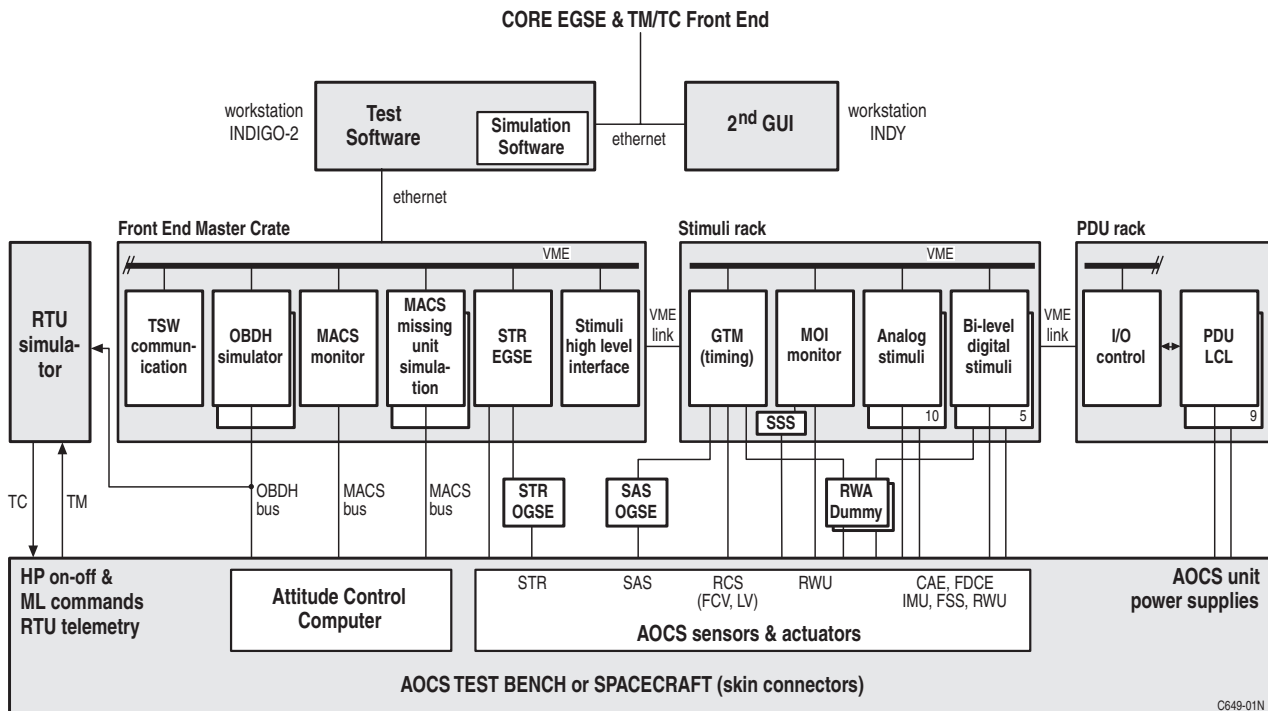 CORE EGSE & TM/TC Front End
workstation
INDIGO-2
Test
Software
Simulation
Software
ethernet
2nd GUI
workstation
INDY
ethernet
Front End Master Crate
Stimuli rack
PDU rack
RTU
simula-
tor
VME
TSW
commun-
ication
OBDH
simulator
MACS
monitor
MACS
missing
unit
simula-
tion
STR
EGSE
Stimuli
high level
interface
VME
link
VME
GTM
(timing)
MOI
monitor
Analog
stimuli
10
Bi-level
digital
stimuli
5
SSS
VME
link
I/O
control
PDU
LCL
9
TC
TM
OBDH
bus
MACS
bus
MACS
bus
STR
OGSE
SAS
OGSE
RWA
Dummy
HP on-off &
ML commands
RTU telemetry
Attitude Control
Computer
STR
SAS
RCS
(FCV, LV)
RWU
CAE, FDCE
IMU, FSS, RWU
AOCS sensors & actuators
AOCS unit
power supplies
AOCS TEST BENCH or SPACECRAFT (skin connectors)
C649-01N